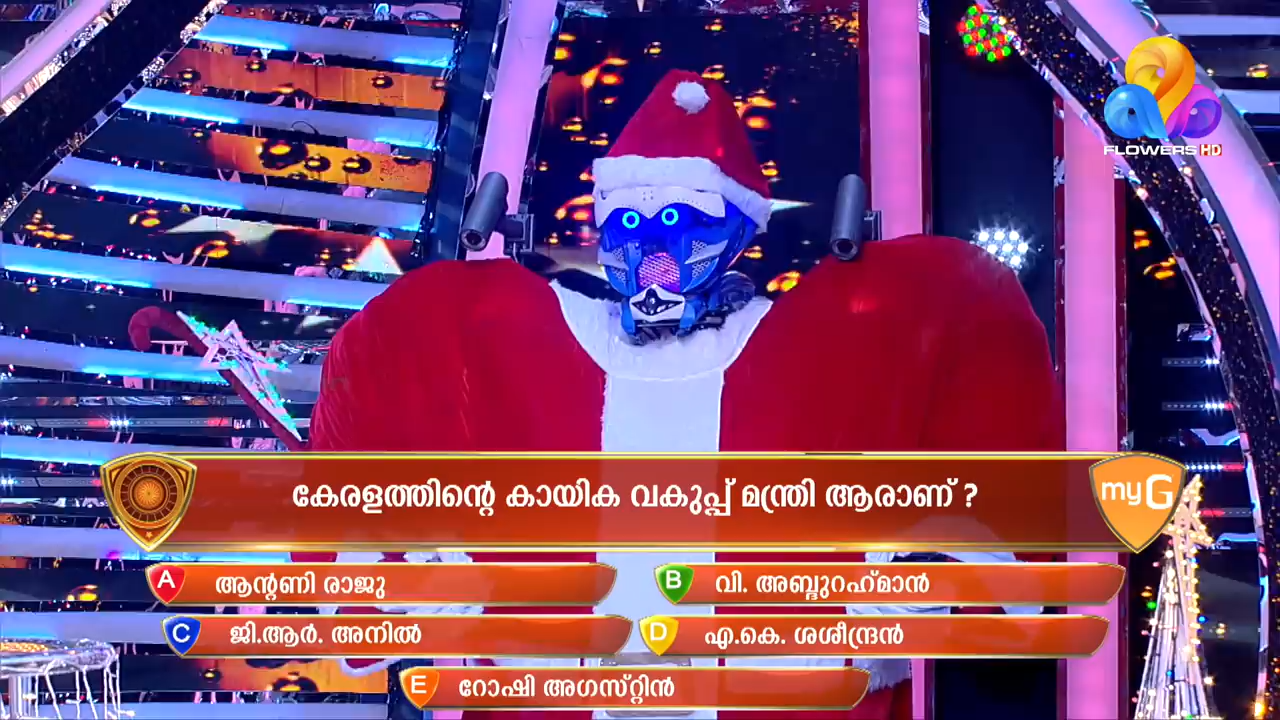 FLOWERS HD
കേരളത്തിന്റെ കായിക വകുപ്പ് മന്ത്രി ആരാണ് ?
myG
A ആന്റണി രാജു
B വി. അബ്ദുറഹ്‌മാൻ
C ജി.ആർ. അനിൽ
D എ.കെ. ശശീന്ദ്രൻ
E റോഷി അഗസ്റ്റിൻ